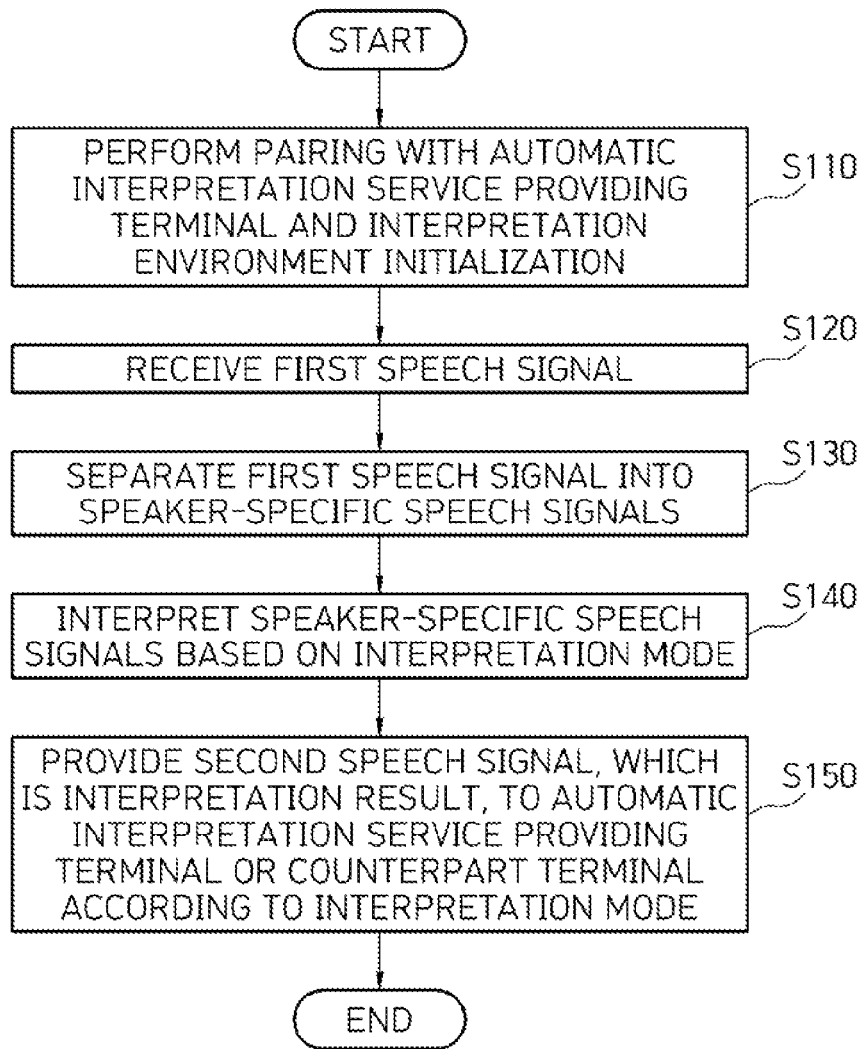 START
PERFORM PAIRING WITH AUTOMATIC
INTERPRETATION SERVICE PROVIDING
TERMINAL AND INTERPRETATION
ENVIRONMENT INITIALIZATION
S110
RECEIVE FIRST SPEECH SIGNAL
S120
SEPARATE FIRST SPEECH SIGNAL INTO
SPEAKER-SPECIFIC SPEECH SIGNALS
S130
INTERPRET SPEAKER-SPECIFIC SPEECH
SIGNALS BASED ON INTERPRETATION MODE
S140
PROVIDE SECOND SPEECH SIGNAL, WHICH
IS INTERPRETATION RESULT, TO AUTOMATIC
INTERPRETATION SERVICE PROVIDING
TERMINAL OR COUNTERPART TERMINAL
ACCORDING TO INTERPRETATION MODE
S150
END